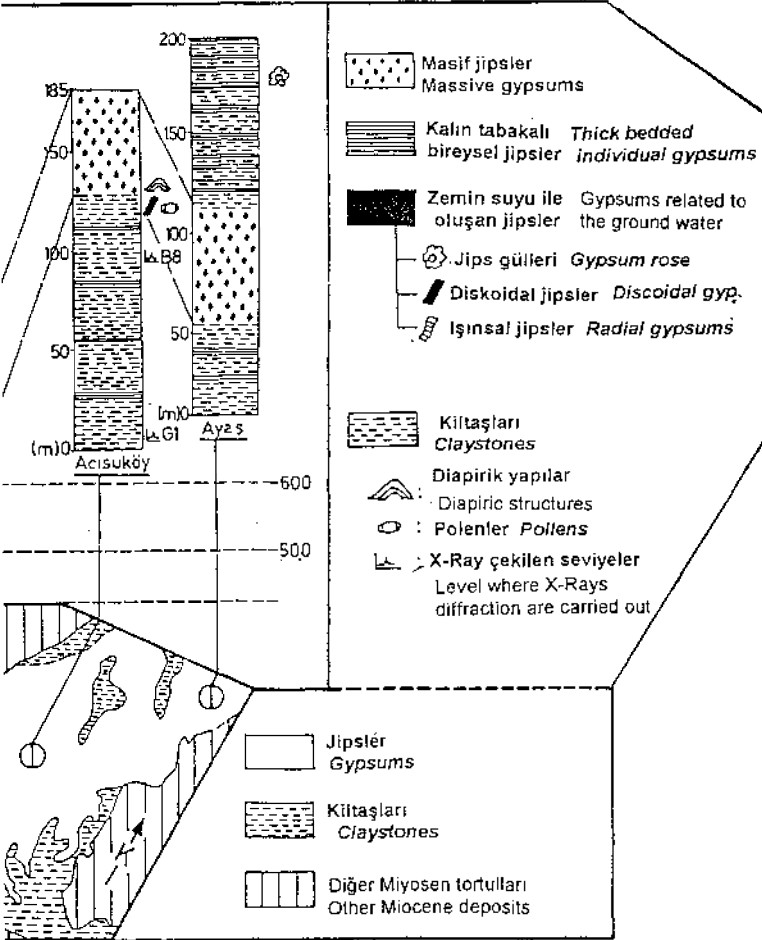 200
185
150
150
B8
100
100
50
50
(m)0
G1
(m)0
Ayaş
Acısuköy
600
500
Masif jipsler
Massive gypsums
Kalın tabakalı Thick bedded
bireysel jipsler individual gypsums
Zemin suyu ile Gypsums related to
oluşan jipsler the ground water
Jips gülleri Gypsum rose
Diskoidal jipsler Discoidal gyp.
Işınsal jipsler Radial gypsums
Kiltaşları
Claystones
Diapirik yapılar
: Diapiric structures
: Polenler Pollens
: X-Ray çekilen seviyeler
Level where X-Rays
diffraction are carried out
Jipsler
Gypsums
Kiltaşları
Claystones
Diğer Miyosen tortulları
Other Miocene deposits